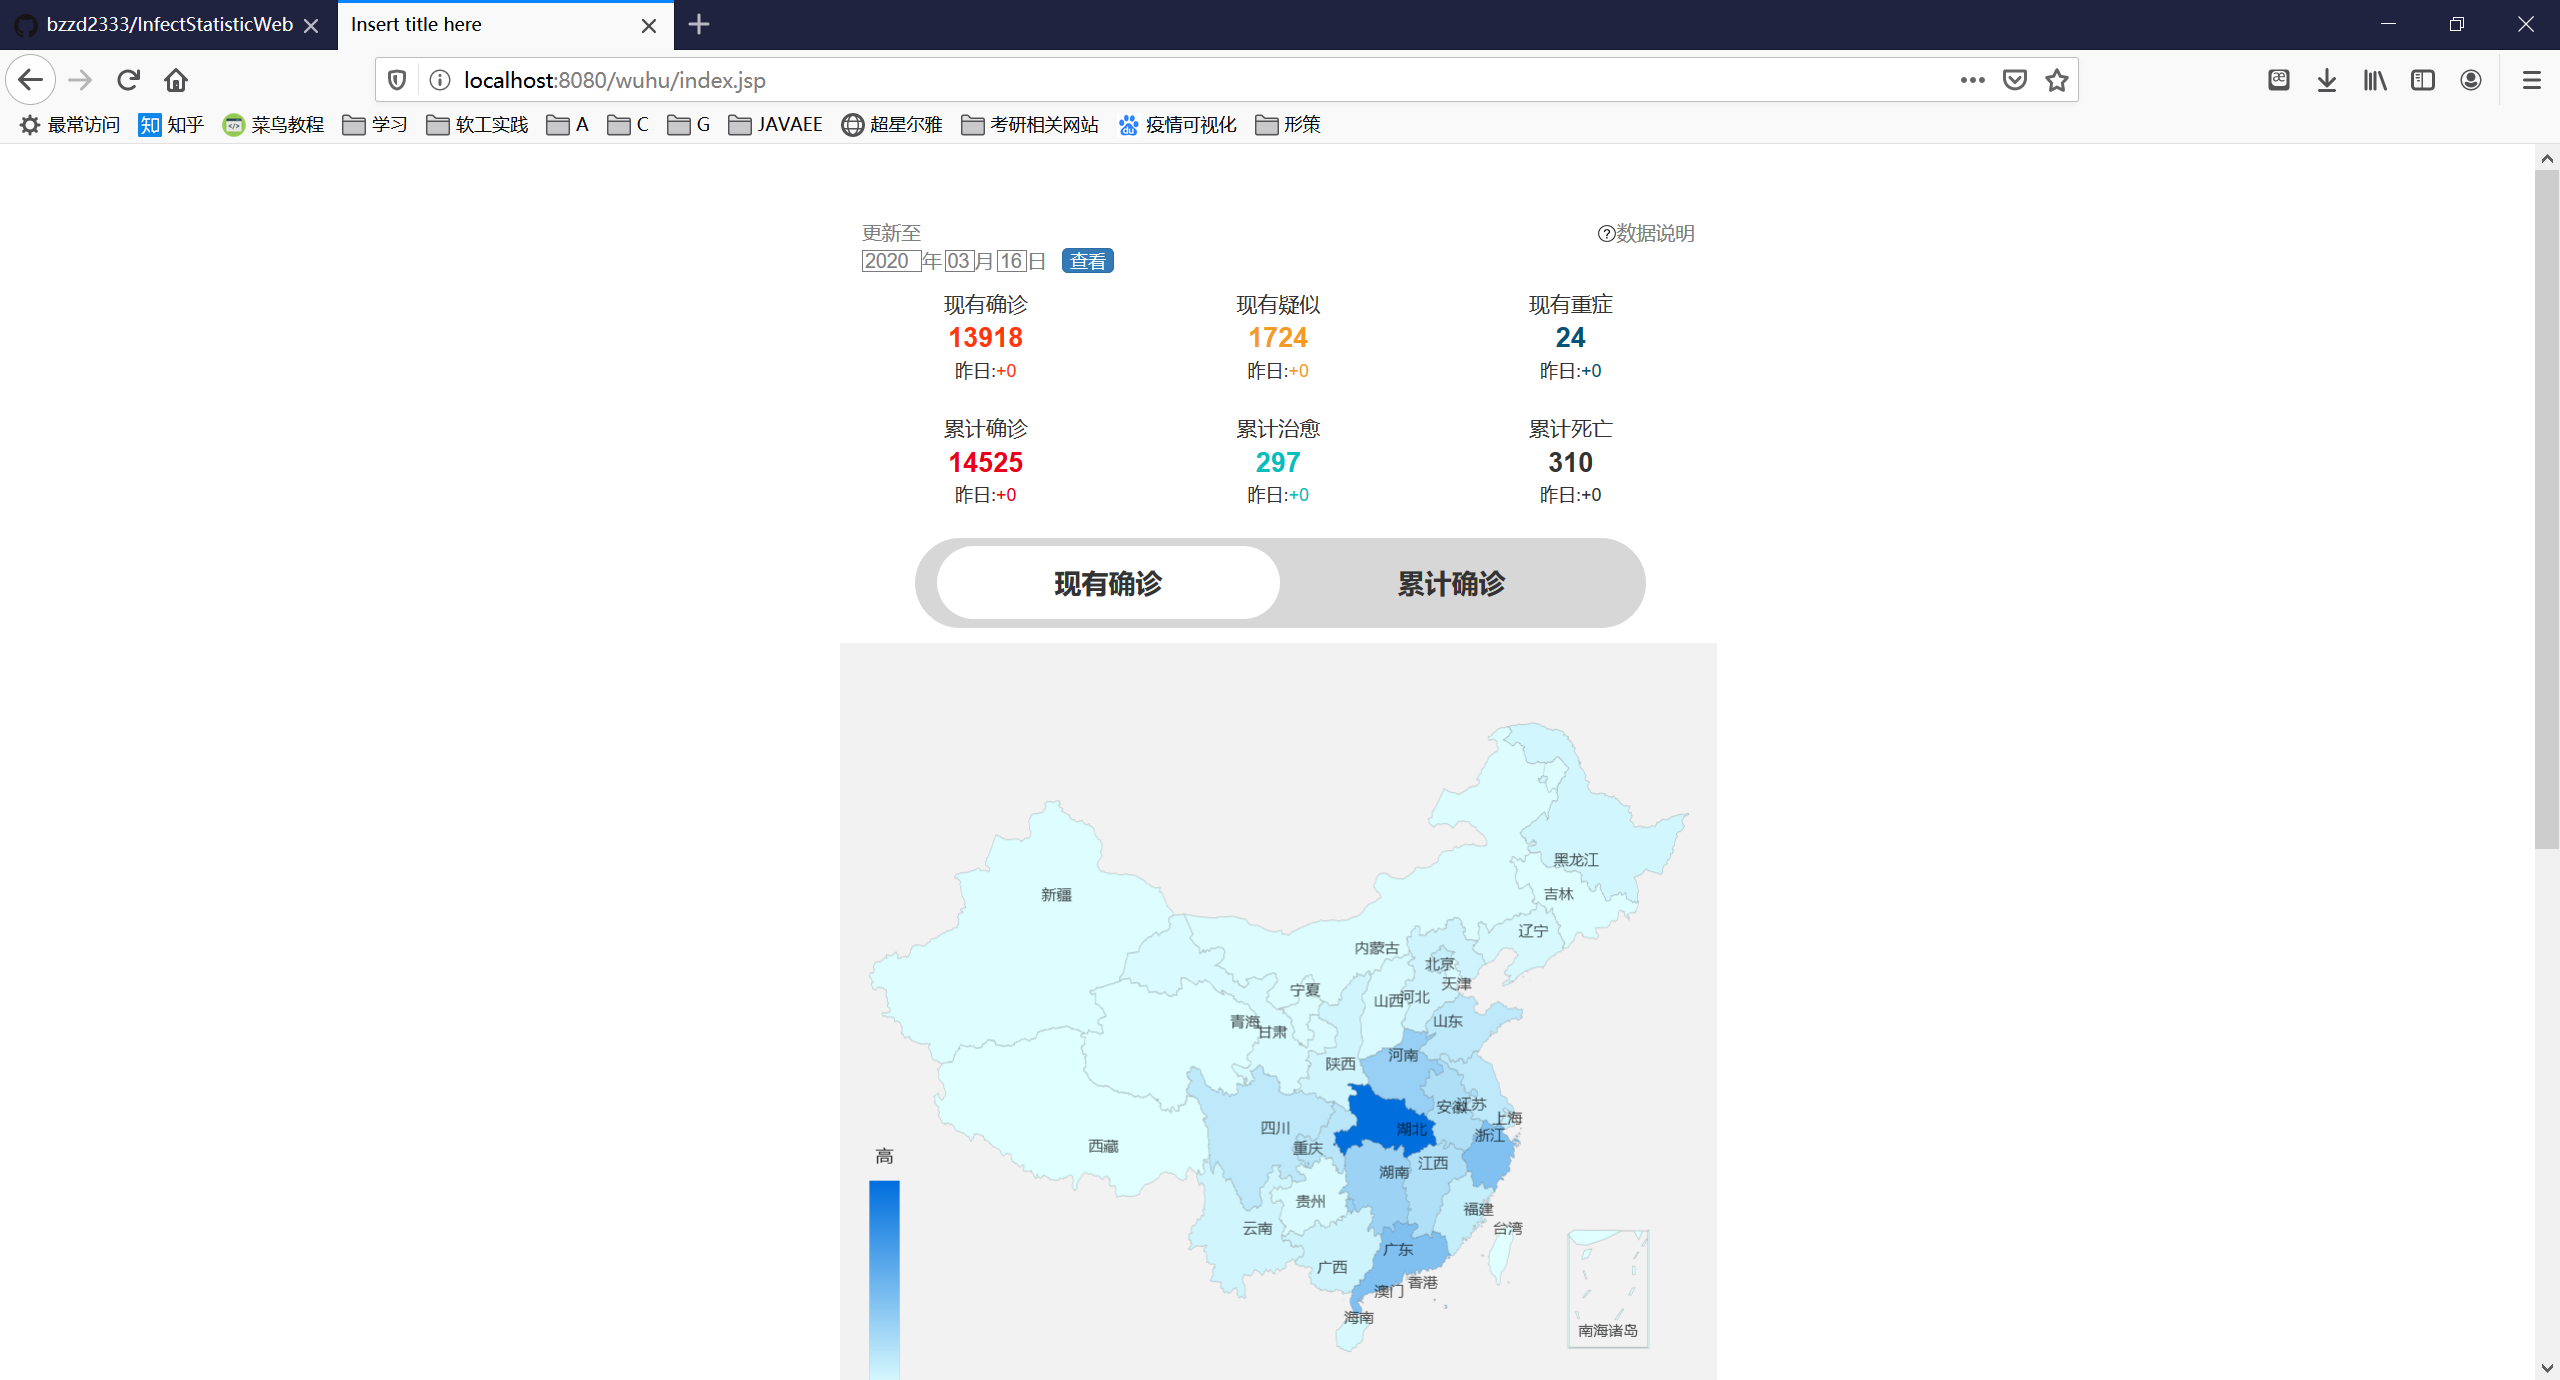 bzzd2333/InfectStatisticWeb
Insert title here
localhost:8080/wuhu/index.jsp
最常访问 知乎 菜鸟教程 学习 软工实践 A C G JAVAEE 超星尔雅 考研相关网站 疫情可视化 形策
更新至 数据说明
2020 年 03 月 16 日 查看
现有确诊 现有疑似 现有重症
13918 1724 24
昨日:+0 昨日:+0 昨日:+0
累计确诊 累计治愈 累计死亡
14525 297 310
昨日:+0 昨日:+0 昨日:+0
现有确诊 累计确诊
黑龙江
新疆 吉林
辽宁
内蒙古
北京
天津
宁夏 山西 河北
青海 甘肃 山东
陕西 河南
安徽 江苏
上海
四川 湖北 浙江
西藏 重庆
高 湖南 江西
贵州 福建
云南 台湾
广东
广西
香港
澳门
海南
南海诸岛